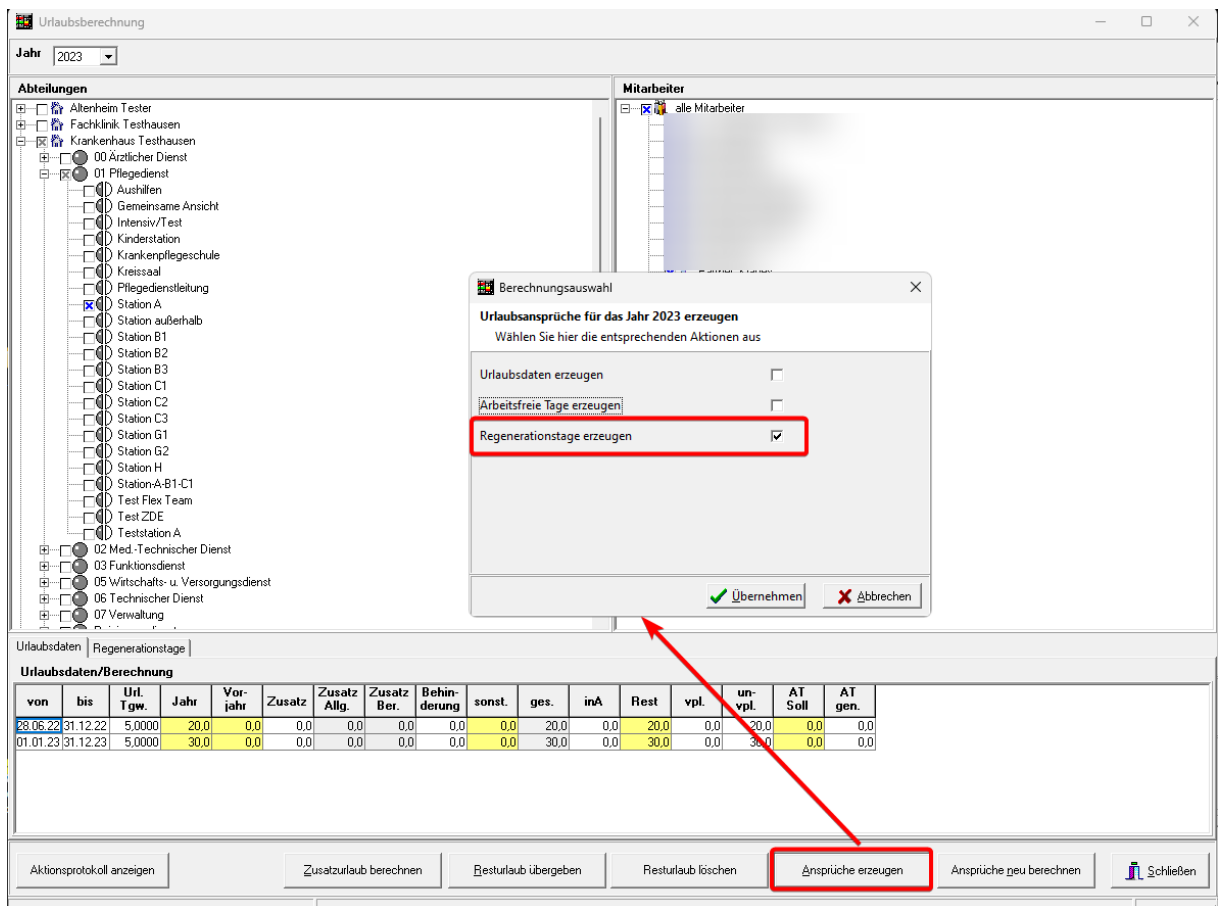 Urlaubsberechnung
Jahr 2023
Abteilungen
Altenheim Tester
Fachklinik Testhausen
Krankenhaus Testhausen
00 Ärztlicher Dienst
01 Pflegedienst
Aushilfen
Gemeinsame Ansicht
Intensiv/Test
Kinderstation
Krankenpflegeschule
Kreissaal
Pflegedienstleitung
Station A
Station außerhalb
Station B1
Station B2
Station B3
Station C1
Station C2
Station C3
Station G1
Station G2
Station H
Station-A-B1-C1
Test Flex Team
Test ZDE
Teststation A
02 Med.-Technischer Dienst
03 Funktionsdienst
05 Wirtschafts- u. Versorgungsdienst
06 Technischer Dienst
07 Verwaltung
Mitarbeiter
alle Mitarbeiter
Berechnungsauswahl
Urlaubsansprüche für das Jahr 2023 erzeugen
Wählen Sie hier die entsprechenden Aktionen aus
Urlaubsdaten erzeugen
Arbeitsfreie Tage erzeugen
Regenerationstage erzeugen
Übernehmen Abbrechen
Urlaubsdaten Regenerationstage
Urlaubsdaten/Berechnung
von bis Url. Tgw. Jahr Vor-jahr Zusatz Zusatz Allg. Zusatz Ber. Behin-derung sonst. ges. inA Rest vpl. un-vpl. AT Soll AT gen.
28.06.22 31.12.22 5,0000 20,0 0,0 0,0 0,0 0,0 0,0 0,0 20,0 0,0 20,0 0,0 20,0 0,0 0,0
01.01.23 31.12.23 5,0000 30,0 0,0 0,0 0,0 0,0 0,0 0,0 30,0 0,0 30,0 0,0 30,0 0,0 0,0
Aktionsprotokoll anzeigen Zusatzurlaub berechnen Resturlaub übergeben Resturlaub löschen Ansprüche erzeugen Ansprüche neu berechnen Schließen